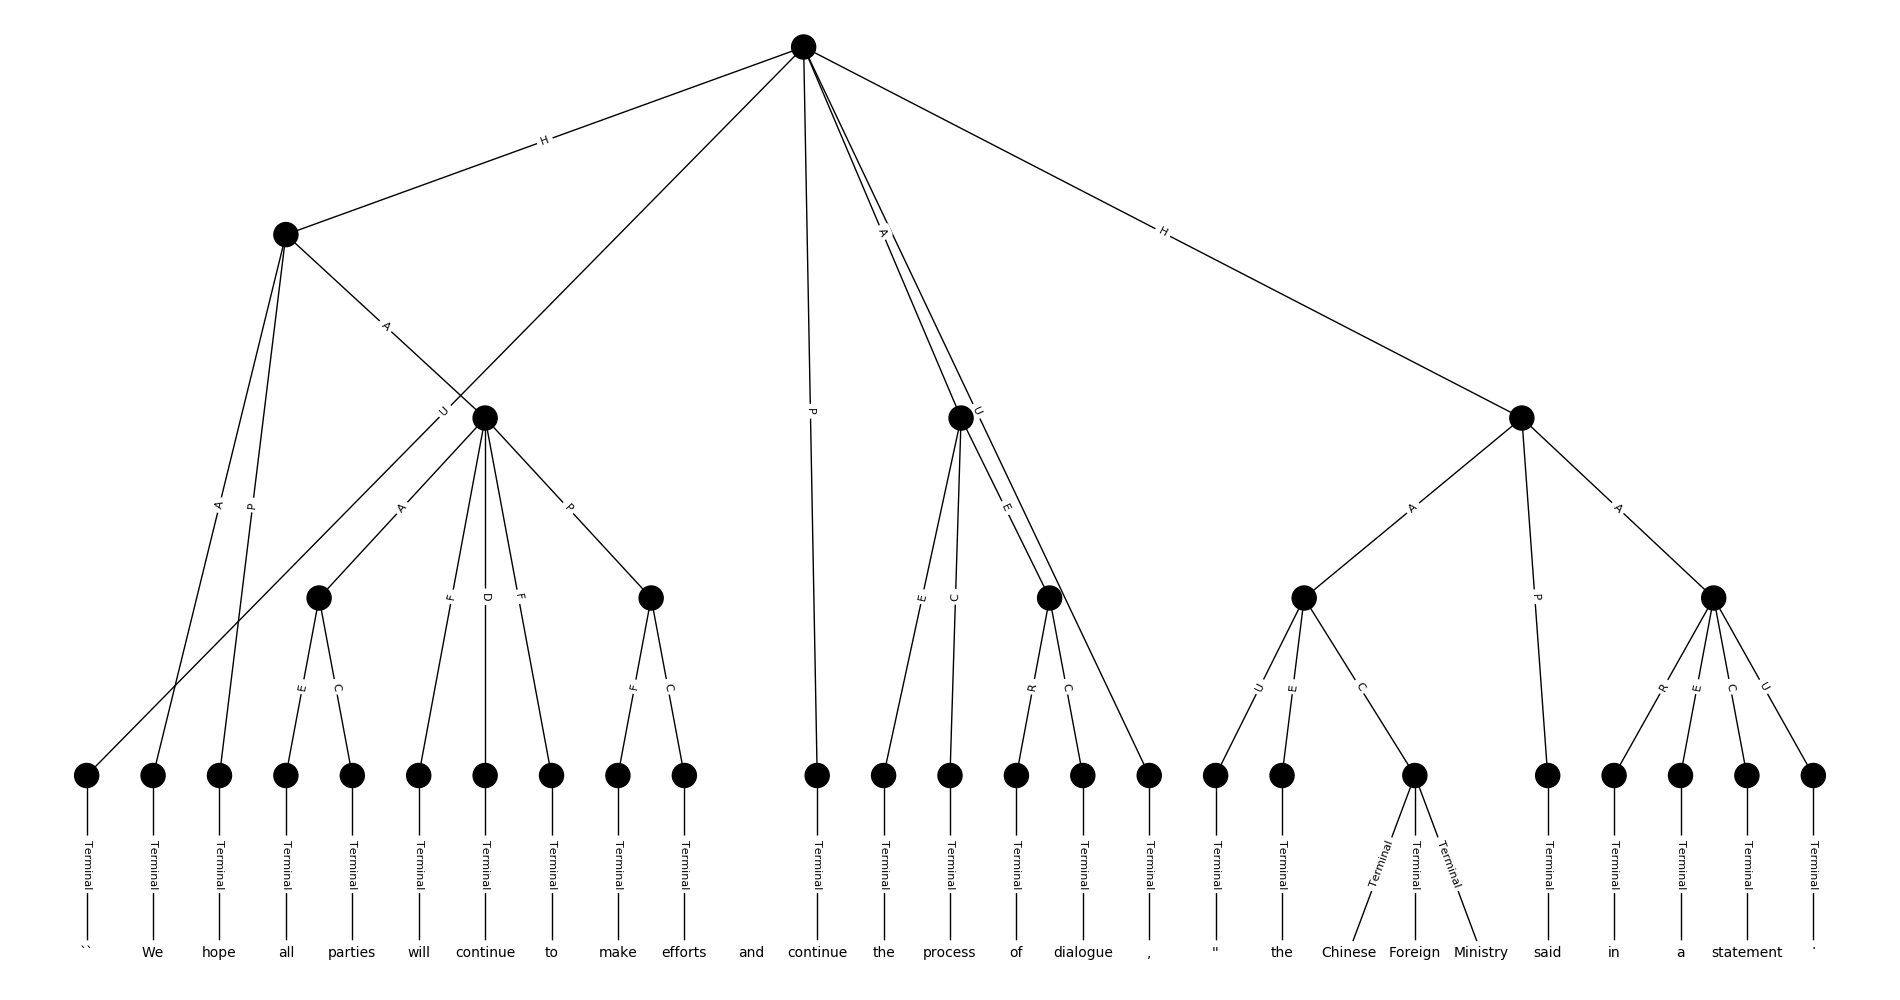 H
A
A
H
A
U
P
U
A
P
A
P
E
A
A
F
D
F
E
C
P
E
C
F
C
R
C
U
E
C
R
E
C
U
Terminal Terminal Terminal Terminal Terminal Terminal Terminal Terminal Terminal Terminal Terminal Terminal Terminal Terminal Terminal Terminal Terminal Terminal Terminal Terminal Terminal Terminal Terminal Terminal Terminal Terminal
`` We hope all parties will continue to make efforts and continue the process of dialogue , " the Chinese Foreign Ministry said in a statement .